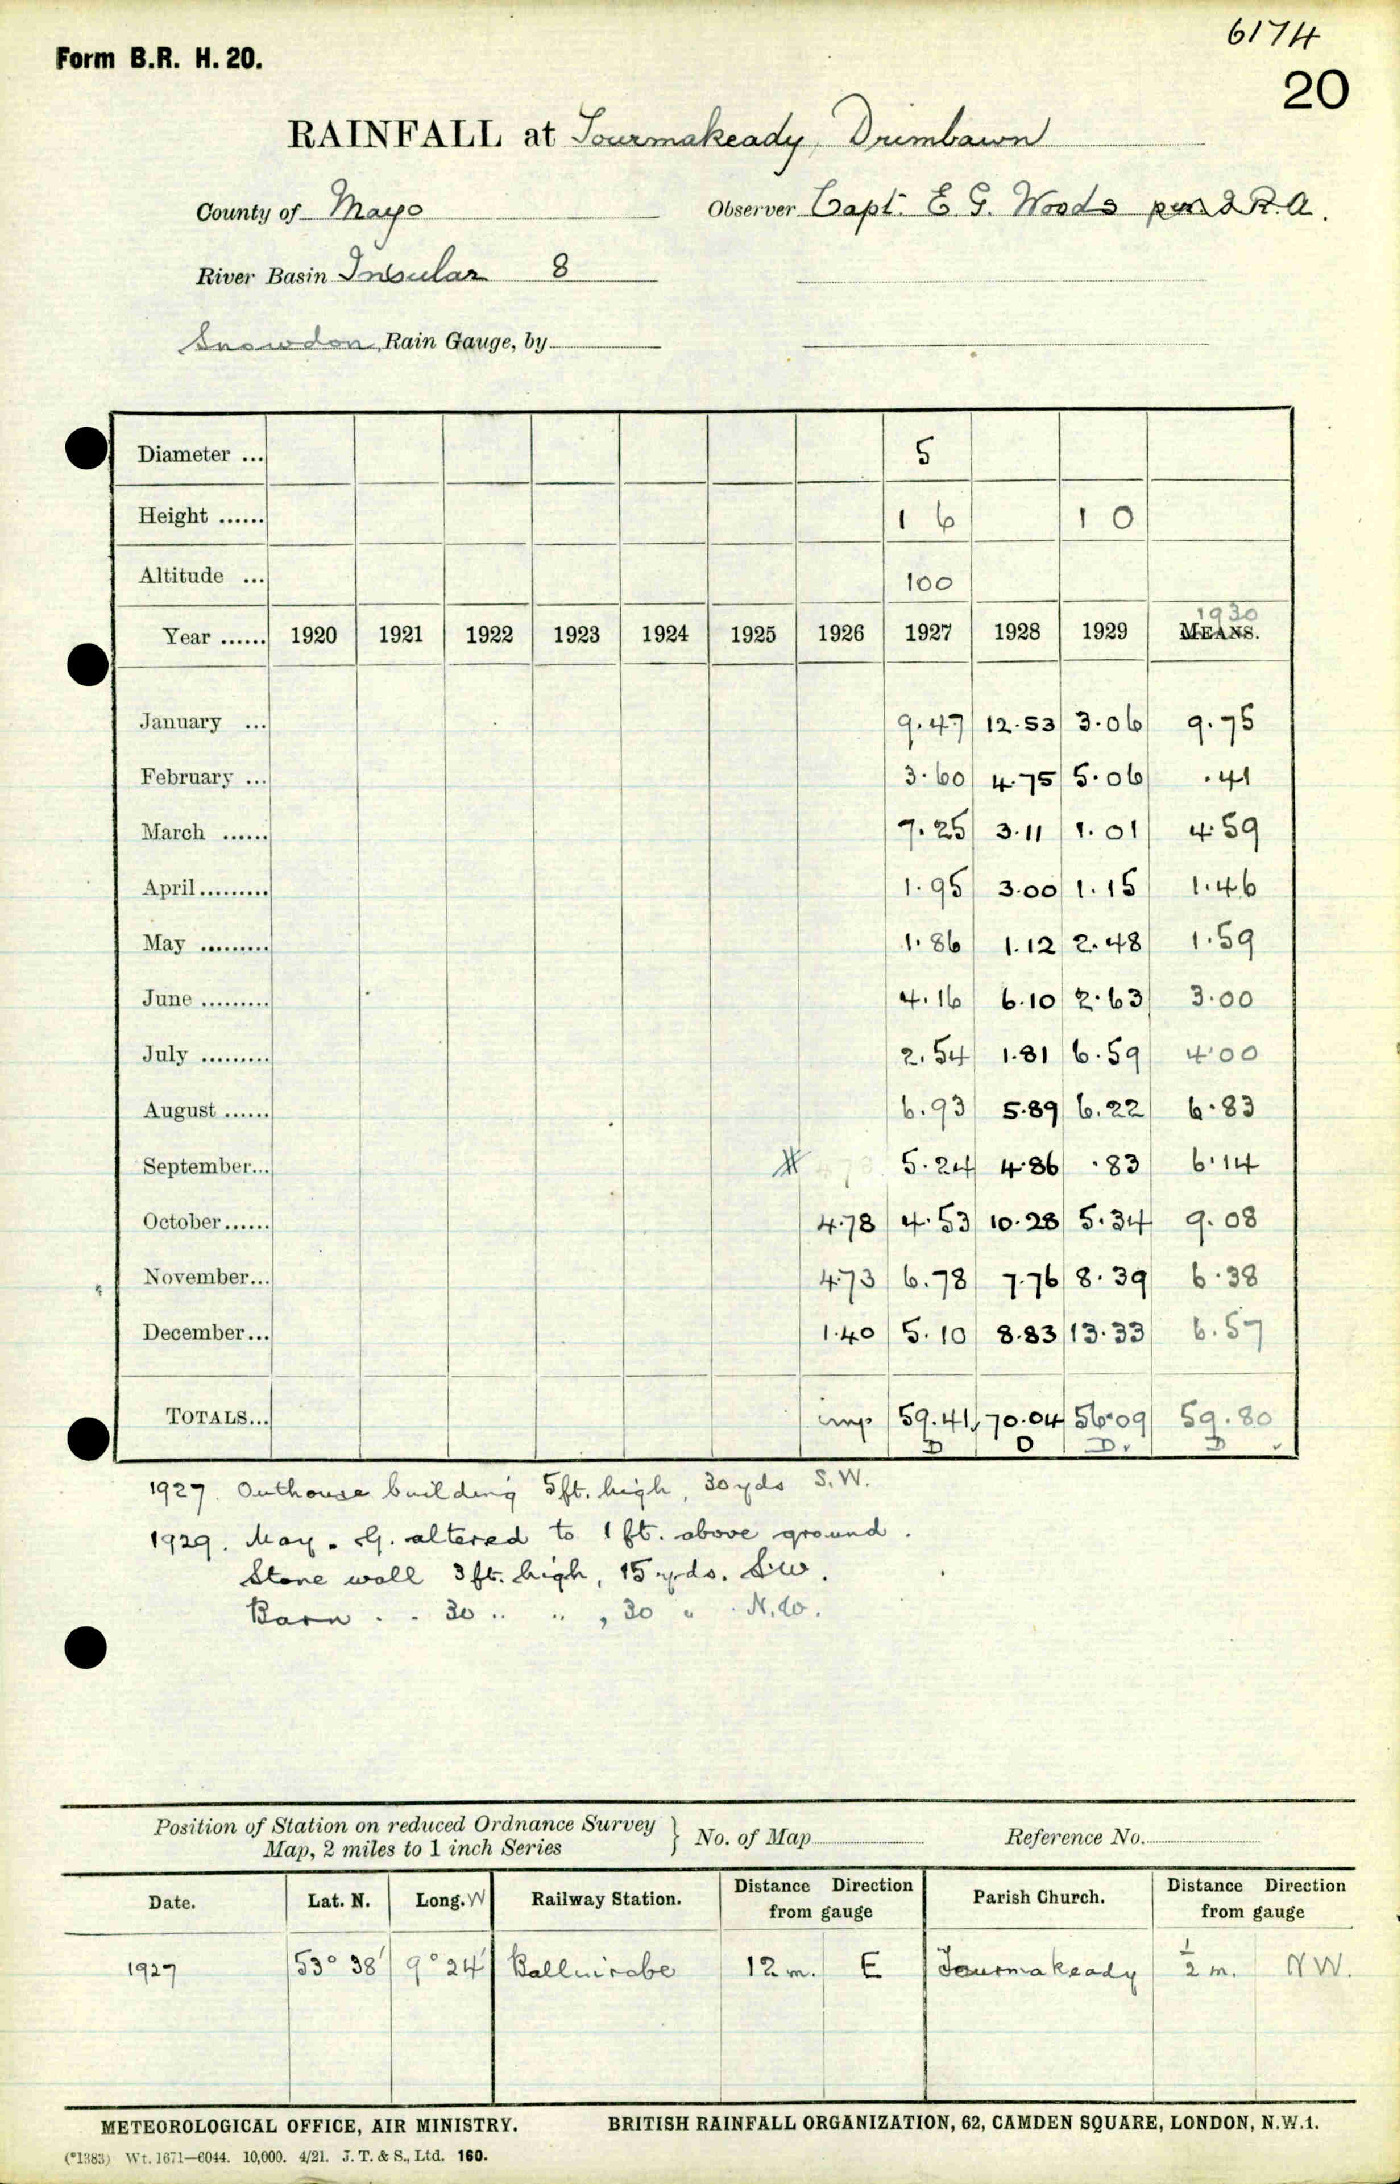 6174
Form B.R. H. 20.
20
RAINFALL at Tourmakeady, Drimbawn
County of Mayo Observer Capt. E. G. Woods
River Basin Insular 8
Snowdon Rain Gauge, by
Diameter ... 5
Height ...... 1 6 1 0
Altitude ... 100
1930
Year ...... 1920 1921 1922 1923 1924 1925 1926 1927 1928 1929 MEANS.
January ... 9.47 12.53 3.06 9.75
February ... 3.60 4.75 5.06 .41
March ...... 7.25 3.11 1.01 4.59
April ......... 1.95 3.00 1.15 1.46
May ......... 1.86 1.12 2.48 1.59
June ......... 4.16 6.10 2.63 3.00
July ......... 2.54 1.81 6.59 4.00
August ...... 6.93 5.89 6.22 6.83
September... 5.24 4.86 .83 6.14
October...... 4.78 4.53 10.28 5.34 9.08
November... 4.73 6.78 7.76 8.39 6.38
December... 1.40 5.10 8.83 13.33 6.57
TOTALS... imp 59.41 70.04 56.09 59.80
D D D. D
1927. Outhouse building 5ft. high, 30yds S.W.
1929. May. G. altered to 1 ft. above ground.
Stone wall 3ft. high, 15 yds. S.W.
Barn . . 30 .. .. , 30 " N.W.
Position of Station on reduced Ordnance Survey
Map, 2 miles to 1 inch Series } No. of Map Reference No.
Date. Lat. N. Long. W Railway Station. Distance Direction from gauge Parish Church. Distance Direction from gauge
1927 53° 38' 9° 24' Ballinrobe 12 m. E Tourmakeady 1/2 m. NW.
METEOROLOGICAL OFFICE, AIR MINISTRY. BRITISH RAINFALL ORGANIZATION, 62, CAMDEN SQUARE, LONDON, N.W.1.
(*1383) Wt. 1671—6044. 10,000. 4/21. J. T. & S., Ltd. 160.